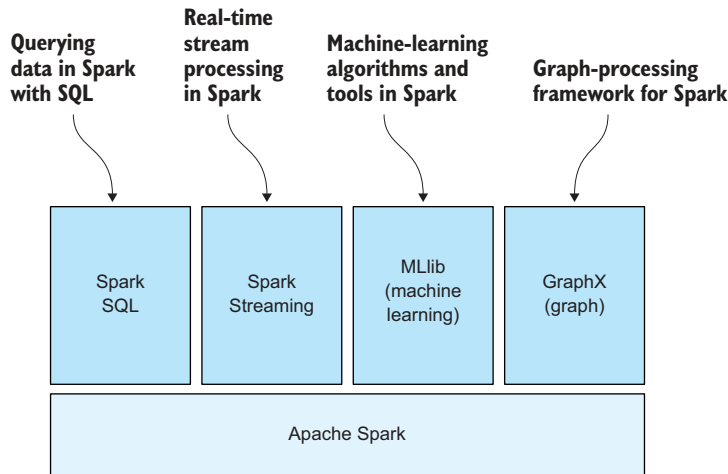 Querying
data in Spark
with SQL
Real-time
stream
processing
in Spark
Machine-learning
algorithms and
tools in Spark
Graph-processing
framework for Spark
Spark
SQL
Spark
Streaming
MLlib
(machine
learning)
GraphX
(graph)
Apache Spark